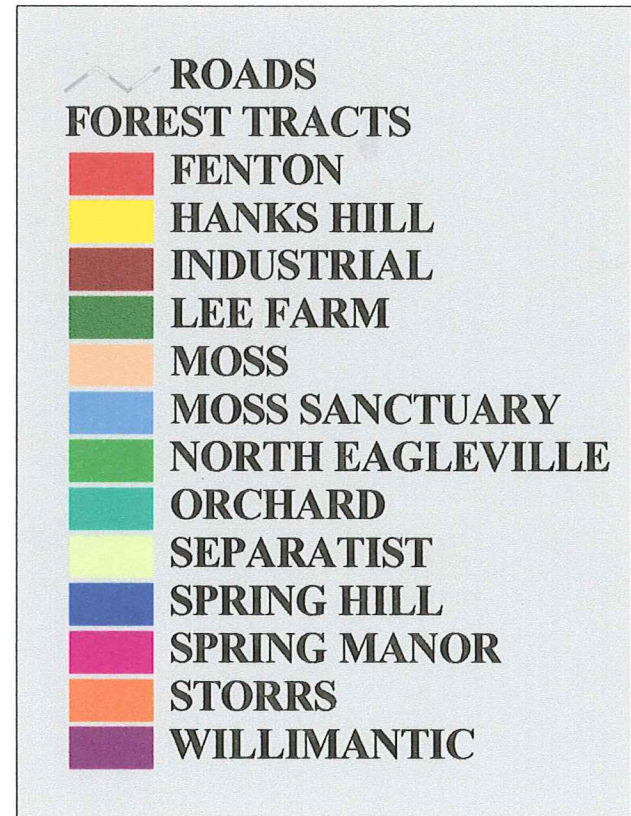 ROADS
FOREST TRACTS
FENTON
HANKS HILL
INDUSTRIAL
LEE FARM
MOSS
MOSS SANCTUARY
NORTH EAGLEVILLE
ORCHARD
SEPARATIST
SPRING HILL
SPRING MANOR
STORRS
WILLIMANTIC